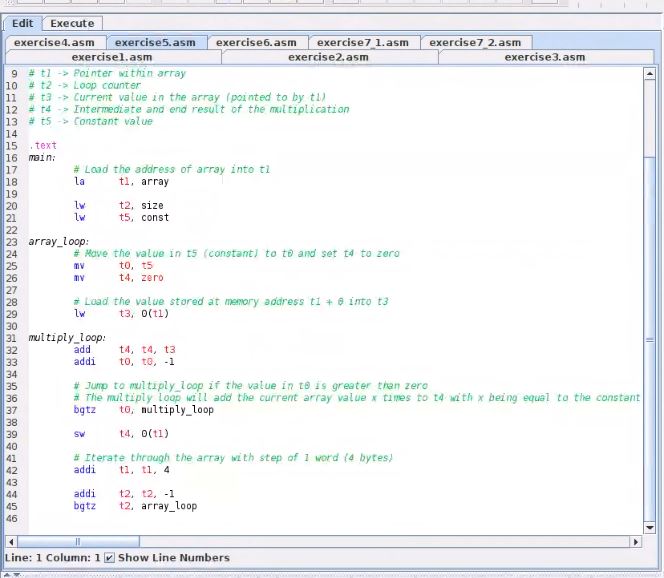 Edit Execute
exercise4.asm exercise5.asm exercise6.asm exercise7_1.asm exercise7_2.asm
exercise1.asm exercise2.asm exercise3.asm
9 # t1 -> Pointer within array
10 # t2 -> Loop counter
11 # t3 -> Current value in the array (pointed to by t1)
12 # t4 -> Intermediate and end result of the multiplication
13 # t5 -> Constant value
14
15 .text
16 main:
17 # Load the address of array into t1
18 la t1, array
19
20 lw t2, size
21 lw t5, const
22
23 array_loop:
24 # Move the value in t5 (constant) to t0 and set t4 to zero
25 mv t0, t5
26 mv t4, zero
27
28 # Load the value stored at memory address t1 + 0 into t3
29 lw t3, 0(t1)
30
31 multiply_loop:
32 add t4, t4, t3
33 addi t0, t0, -1
34
35 # Jump to multiply_loop if the value in t0 is greater than zero
36 # The multiply loop will add the current array value x times to t4 with x being equal to the constant
37 bgtz t0, multiply_loop
38
39 sw t4, 0(t1)
40
41 # Iterate through the array with step of 1 word (4 bytes)
42 addi t1, t1, 4
43
44 addi t2, t2, -1
45 bgtz t2, array_loop
46
Line: 1 Column: 1 Show Line Numbers